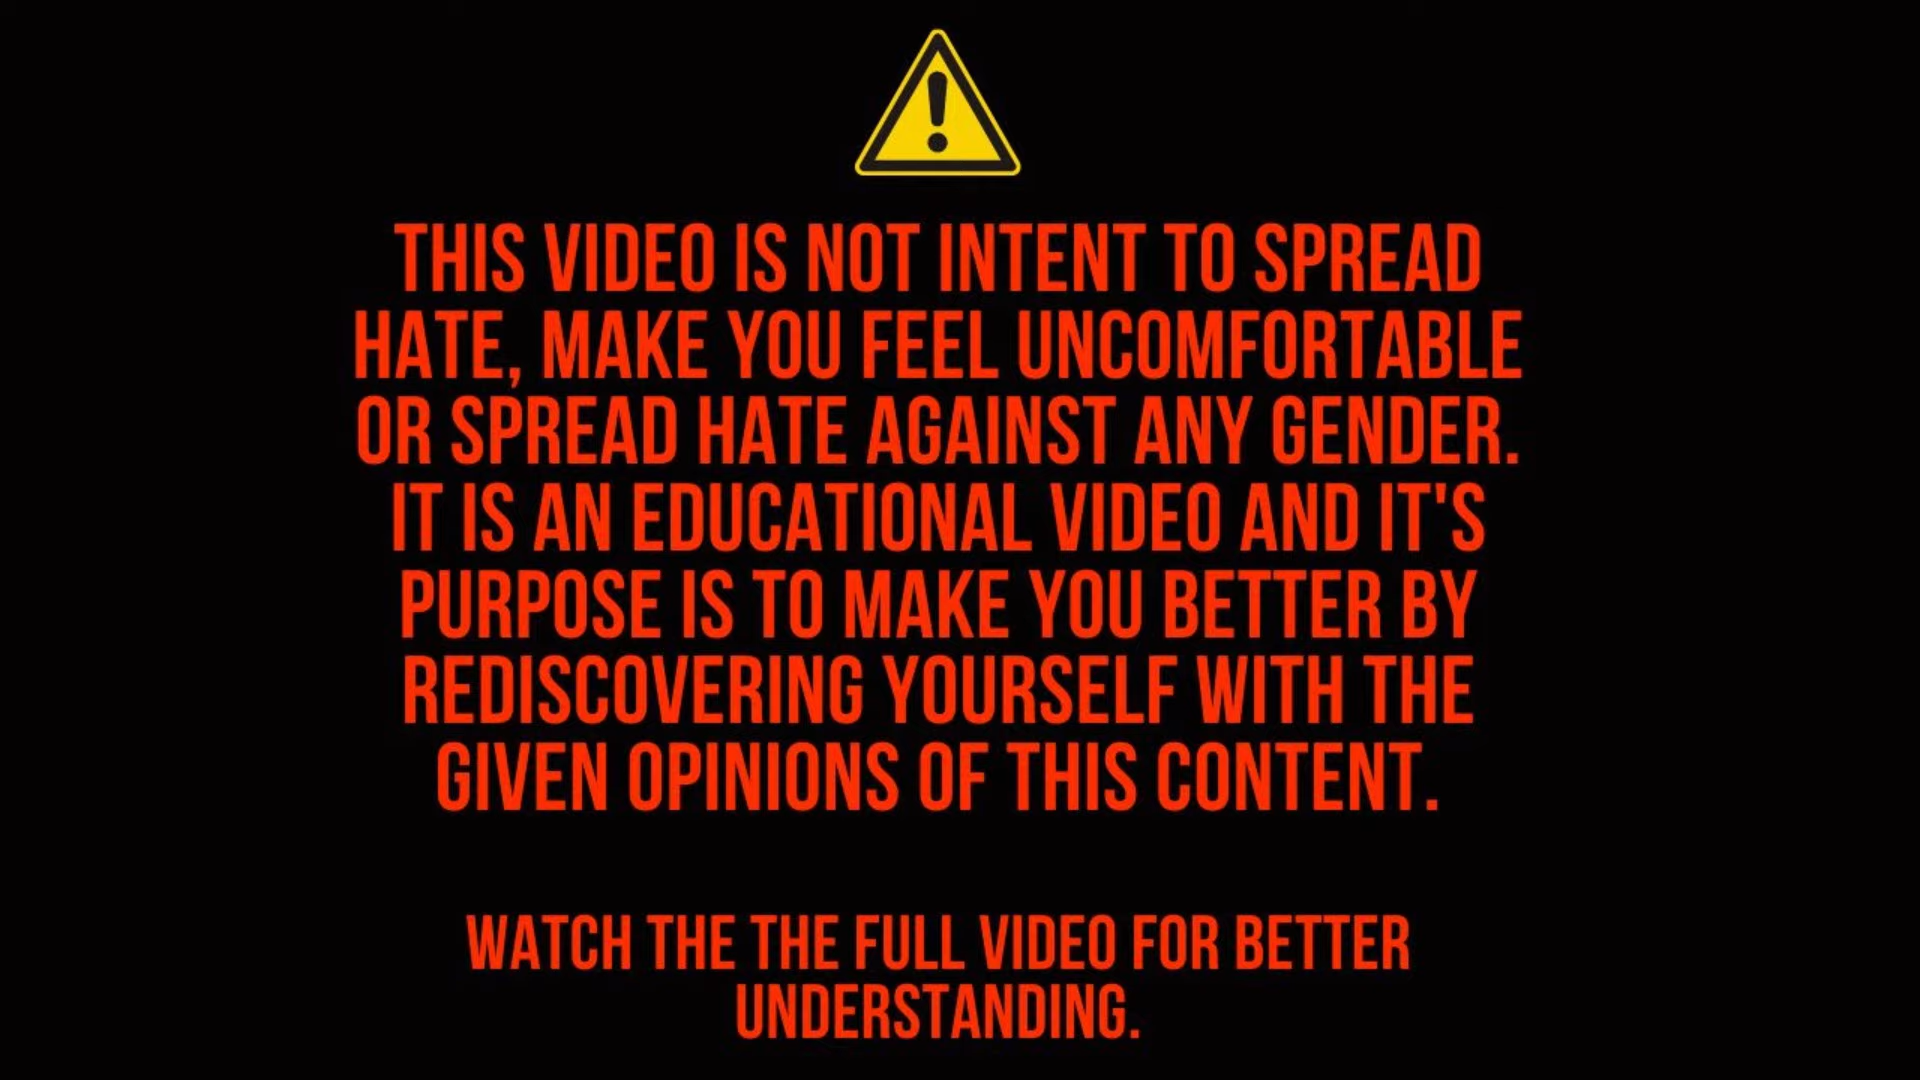 THIS VIDEO IS NOT INTENT TO SPREAD
HATE, MAKE YOU FEEL UNCOMFORTABLE
OR SPREAD HATE AGAINST ANY GENDER.
IT IS AN EDUCATIONAL VIDEO AND IT'S
PURPOSE IS TO MAKE YOU BETTER BY
REDISCOVERING YOURSELF WITH THE
GIVEN OPINIONS OF THIS CONTENT.
WATCH THE THE FULL VIDEO FOR BETTER
UNDERSTANDING.